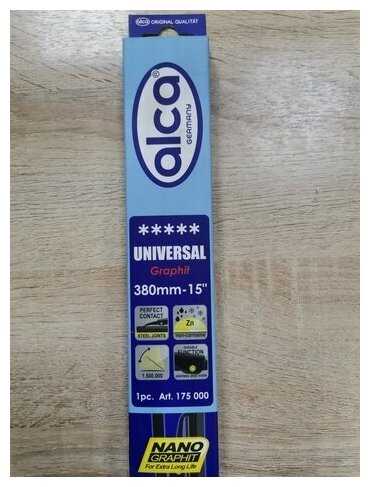 alca ORIGINAL QUALITÄT
alca®
GERMANY
*****
UNIVERSAL
Graphit
380mm-15"
PERFECT
CONTACT
STEEL JOINTS
Zn
1.500.000
FUNCTION
1pc. Art. 175 000
NANO
GRAPHIT
For Extra Long Life